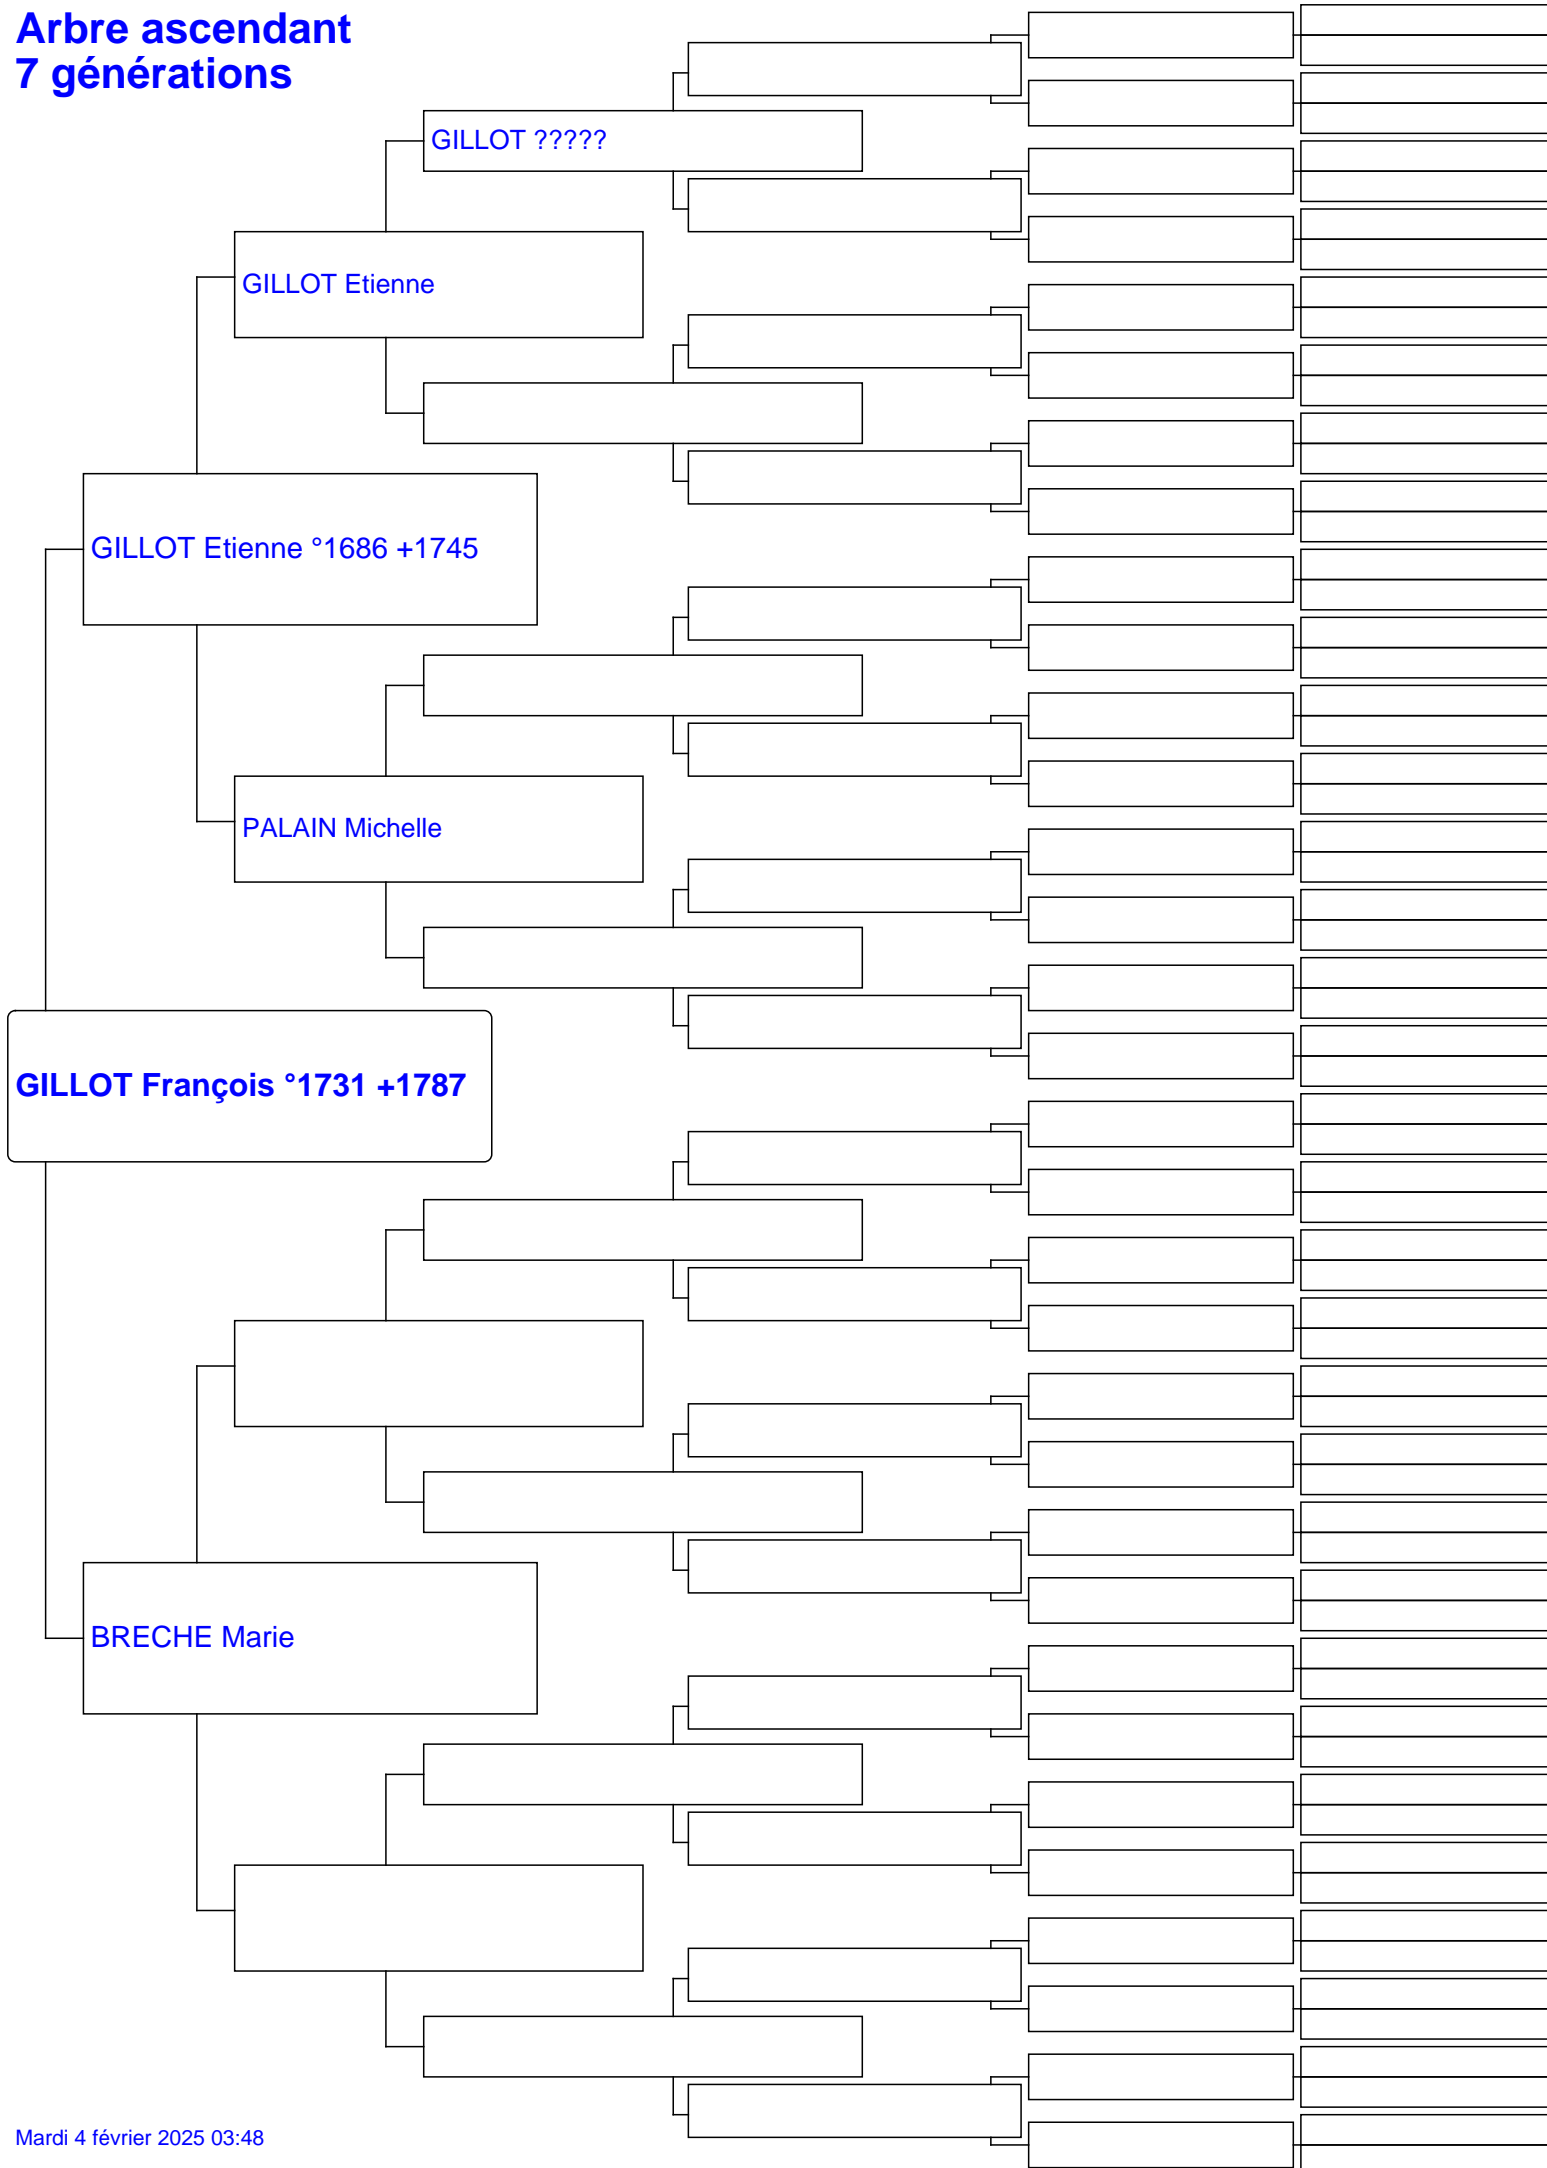 Arbre ascendant
7 générations
GILLOT ?????
GILLOT Etienne
GILLOT Etienne °1686 +1745
PALAIN Michelle
GILLOT François °1731 +1787
BRECHE Marie
Mardi 4 février 2025 03:48